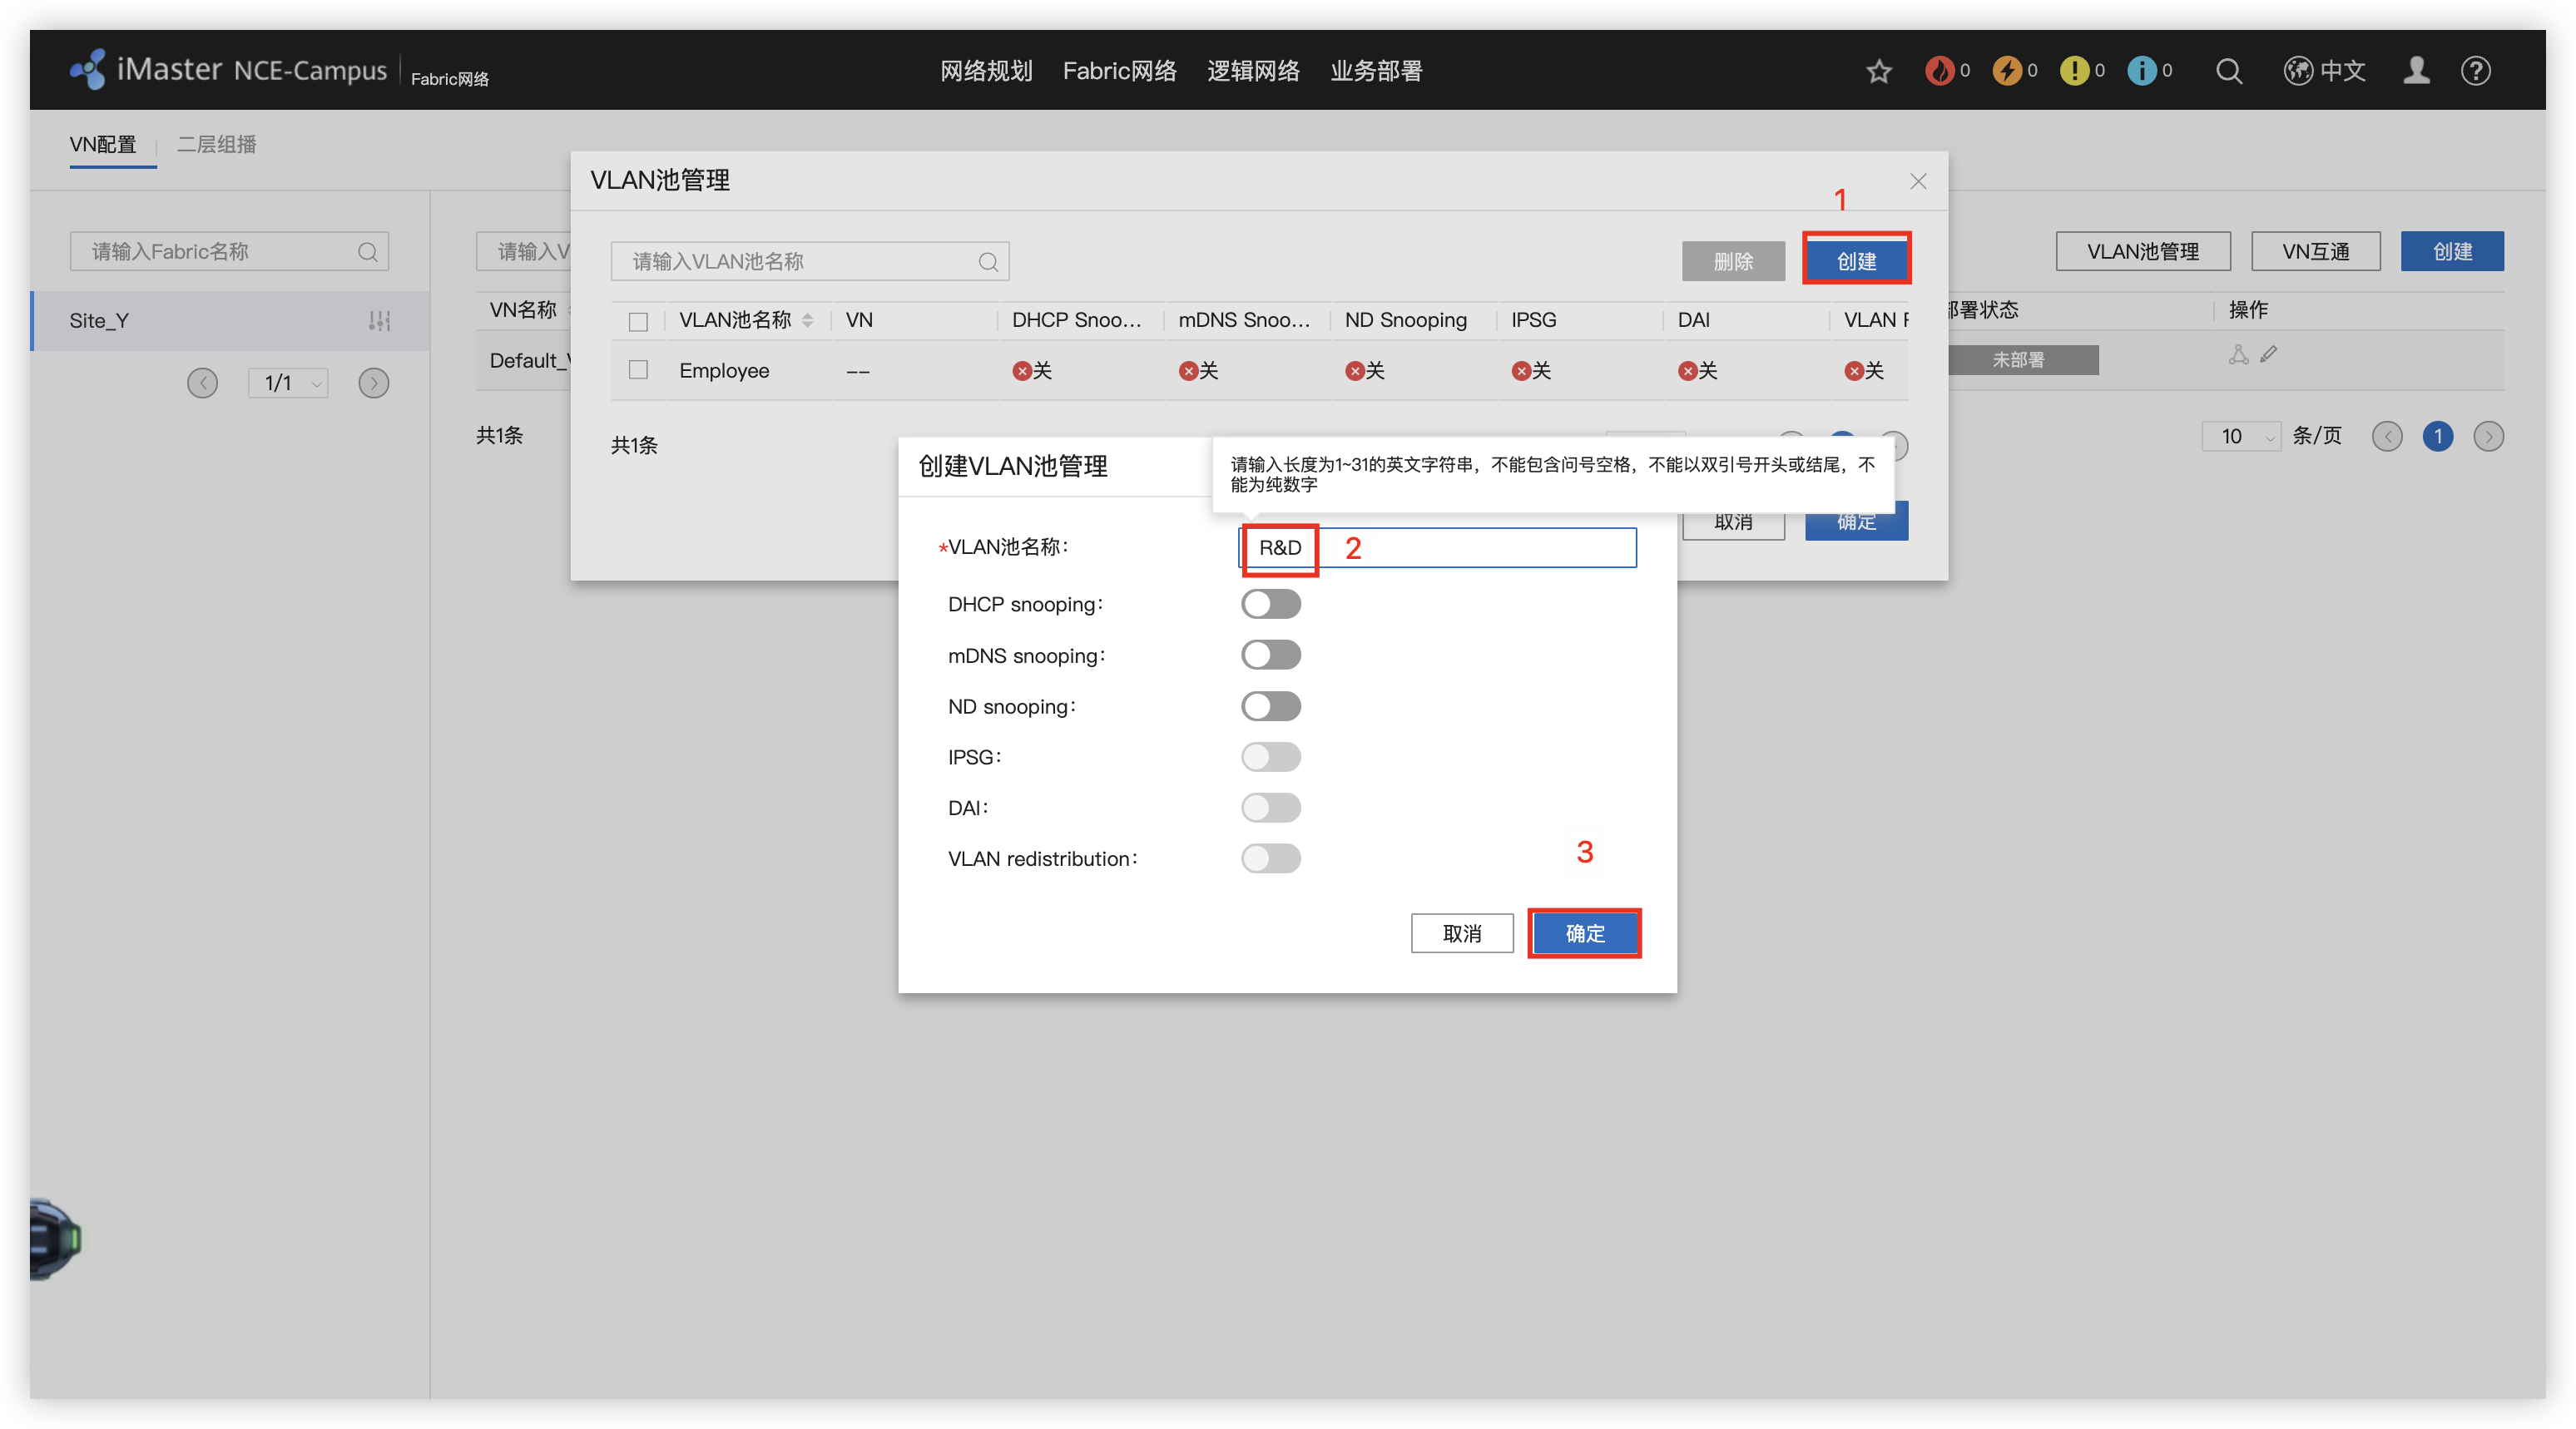 iMaster NCE-Campus Fabric网络 网络规划 Fabric网络 逻辑网络 业务部署 0 0 0 0 中文
VN配置 二层组播
VLAN池管理
1
请输入Fabric名称 请输入V 请输入VLAN池名称 删除 创建 VLAN池管理 VN互通 创建
Site_Y VN名称 VLAN池名称 VN DHCP Snoo... mDNS Snoo... ND Snooping IPSG DAI VLAN 部署状态 操作
Default_ Employee -- 关 关 关 关 关 关 未部署
1/1
共1条 共1条 10 条/页 1
创建VLAN池管理
请输入长度为1~31的英文字符串，不能包含问号空格，不能以双引号开头或结尾，不
能为纯数字
取消 确定
*VLAN池名称: R&D 2
DHCP snooping:
mDNS snooping:
ND snooping:
IPSG:
DAI:
VLAN redistribution:
3
取消 确定